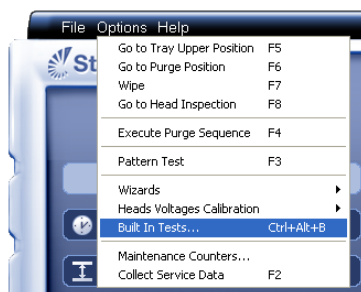 File Options Help
St
Go to Tray Upper Position F5
Go to Purge Position F6
Wipe F7
Go to Head Inspection F8
Execute Purge Sequence F4
Pattern Test F3
Wizards
Heads Voltages Calibration
Built In Tests... Ctrl+Alt+B
Maintenance Counters...
Collect Service Data F2